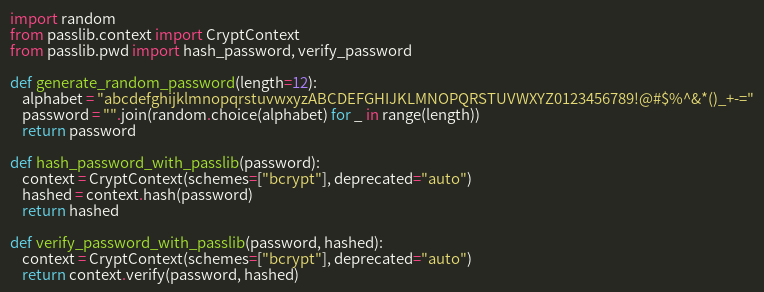 import random
from passlib.context import CryptContext
from passlib.pwd import hash_password, verify_password

def generate_random_password(length=12):
    alphabet = "abcdefghijklmnopqrstuvwxyzABCDEFGHIJKLMNOPQRSTUVWXYZ0123456789!@#$%^&*()_+-="
    password = "".join(random.choice(alphabet) for _ in range(length))
    return password

def hash_password_with_passlib(password):
    context = CryptContext(schemes=["bcrypt"], deprecated="auto")
    hashed = context.hash(password)
    return hashed

def verify_password_with_passlib(password, hashed):
    context = CryptContext(schemes=["bcrypt"], deprecated="auto")
    return context.verify(password, hashed)